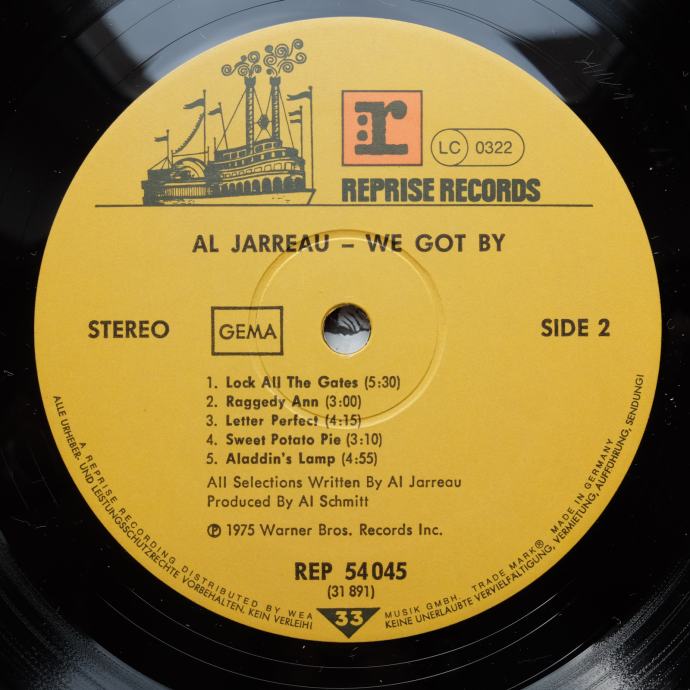 r
LC 0322
REPRISE RECORDS
AL JARREAU – WE GOT BY
STEREO
GEMA
SIDE 2
1. Lock All The Gates (5:30)
2. Raggedy Ann (3:00)
3. Letter Perfect (4:15)
4. Sweet Potato Pie (3:10)
5. Aladdin's Lamp (4:55)
All Selections Written By Al Jarreau
Produced By Al Schmitt
℗ 1975 Warner Bros. Records Inc.
REP 54 045
(31 891)
33
A REPRISE RECORDING DISTRIBUTED BY WEA MUSIK GMBH. TRADE MARK® MADE IN GERMANY
ALLE URHEBER- UND LEISTUNGSSCHUTZRECHTE VORBEHALTEN. KEIN VERLEIH! KEINE UNERLAUBTE VERVIELFÄLTIGUNG, VERMIETUNG, AUFFÜHRUNG, SENDUNG!